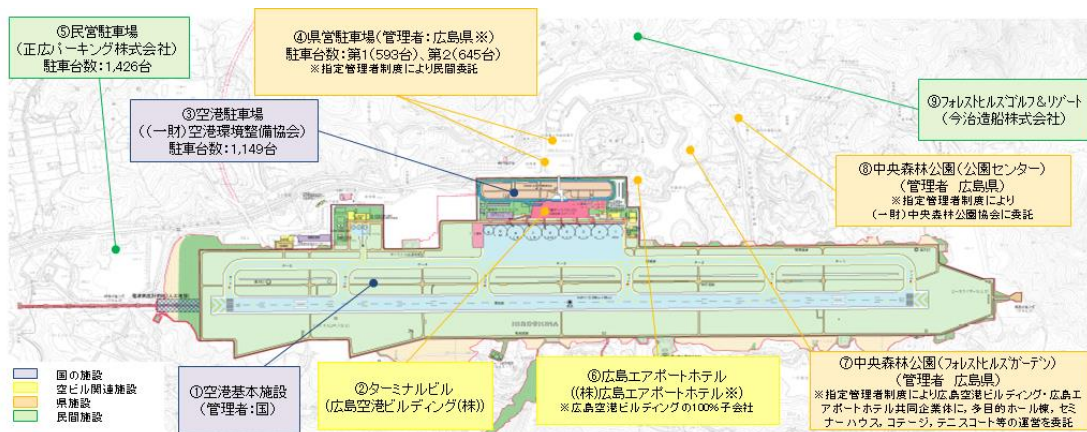 ⑤民営駐車場
(正広パーキング株式会社)
駐車台数:1,426台
④県営駐車場(管理者:広島県※)
駐車台数:第1(593台)、第2(645台)
※指定管理者制度により民間委託
③空港駐車場
((一財)空港環境整備協会)
駐車台数:1,149台
⑨フォレストヒルズゴルフ&リゾート
(今治造船株式会社)
⑧中央森林公園(公園センター)
(管理者 広島県)
※指定管理者制度により
(一財)中央森林公園協会に委託
国の施設
空ビル関連施設
県施設
民間施設
①空港基本施設
(管理者:国)
②ターミナルビル
(広島空港ビルディング(株))
⑥広島エアポートホテル
((株)広島エアポートホテル※)
※広島空港ビルディングの100%子会社
⑦中央森林公園(フォレストヒルズガーデン)
(管理者 広島県)
※指定管理者制度により広島空港ビルディング・広島エ
アポートホテル共同企業体に,多目的ホール棟,セミ
ナーハウス,コテージ,テニスコート等の運営を委託